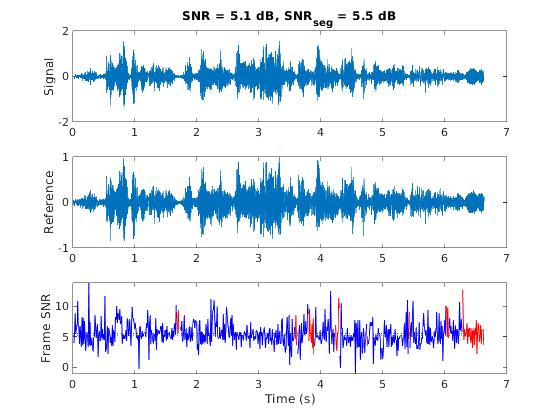 SNR = 5.1 dB, SNRseg = 5.5 dB
Signal
2
0
-2
0 1 2 3 4 5 6 7
Reference
1
0
-1
0 1 2 3 4 5 6 7
Frame SNR
10
5
0
0 1 2 3 4 5 6 7
Time (s)